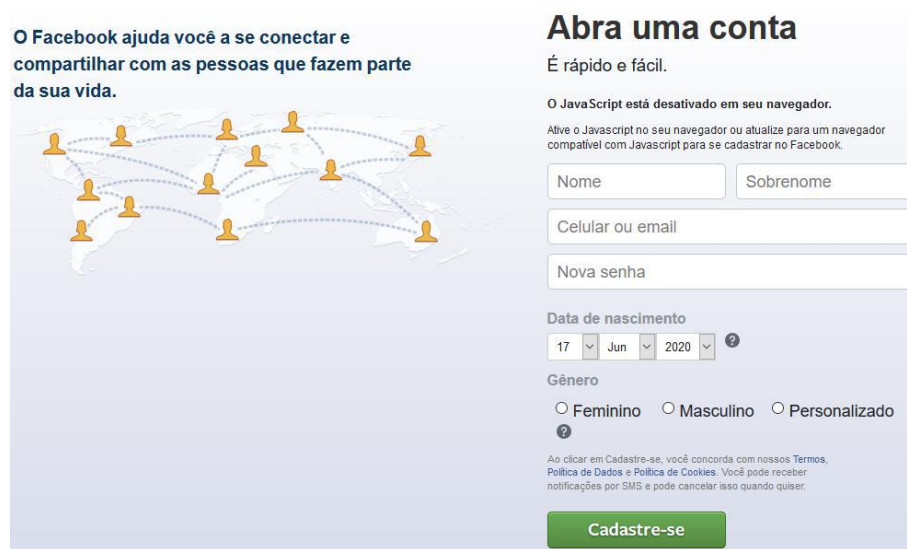 O Facebook ajuda você a se conectar e
compartilhar com as pessoas que fazem parte
da sua vida.
Abra uma conta
É rápido e fácil.
O JavaScript está desativado em seu navegador.
Ative o Javascript no seu navegador ou atualize para um navegador
compatível com Javascript para se cadastrar no Facebook.
Nome Sobrenome
Celular ou email
Nova senha
Data de nascimento
17 Jun 2020 ?
Gênero
Feminino Masculino Personalizado
?
Ao clicar em Cadastre-se, você concorda com nossos Termos,
Política de Dados e Política de Cookies. Você pode receber
notificações por SMS e pode cancelar isso quando quiser.
Cadastre-se